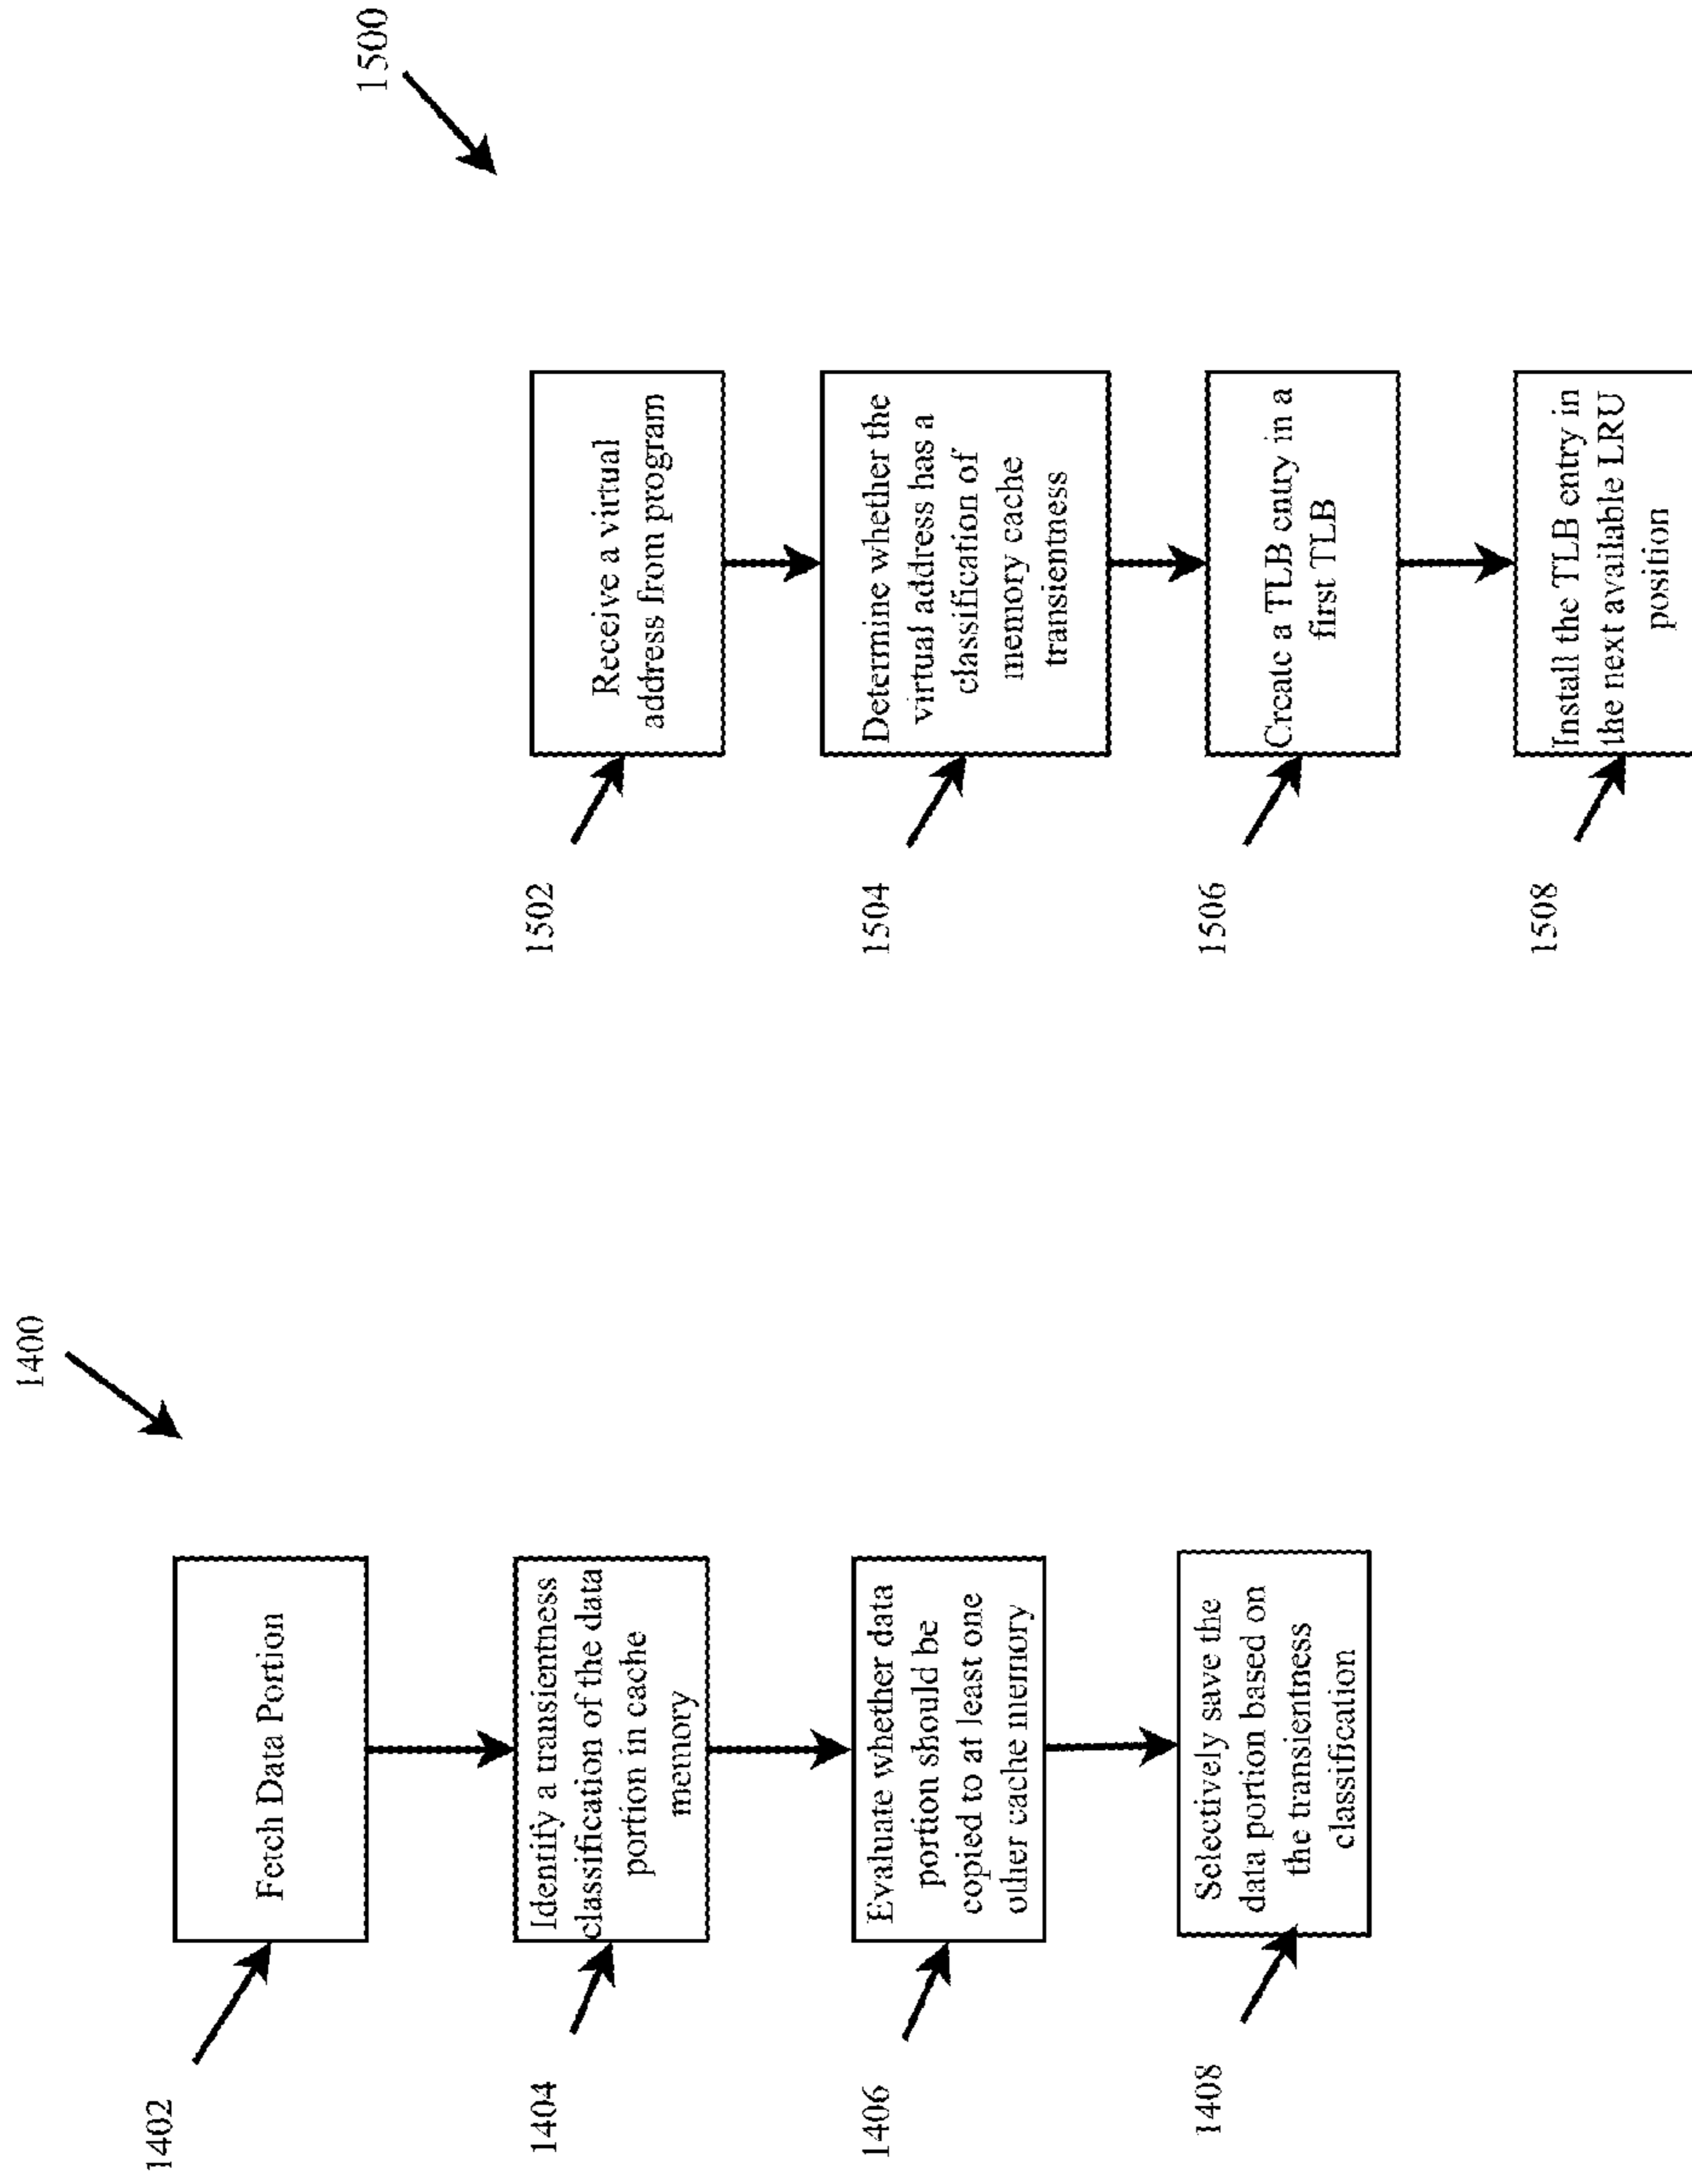 1400
1402
Fetch Data Portion
1404
Identify a transientness
classification of the data
portion in cache
memory
1406
Evaluate whether data
portion should be
copied to at least one
other cache memory
1408
Selectively save the
data portion based on
the transientness
classification
1500
1502
Receive a virtual
address from program
1504
Determine whether the
virtual address has a
classification of
memory cache
transientness
1506
Create a TLB entry in a
first TLB
1508
Install the TLB entry in
the next available LRU
position